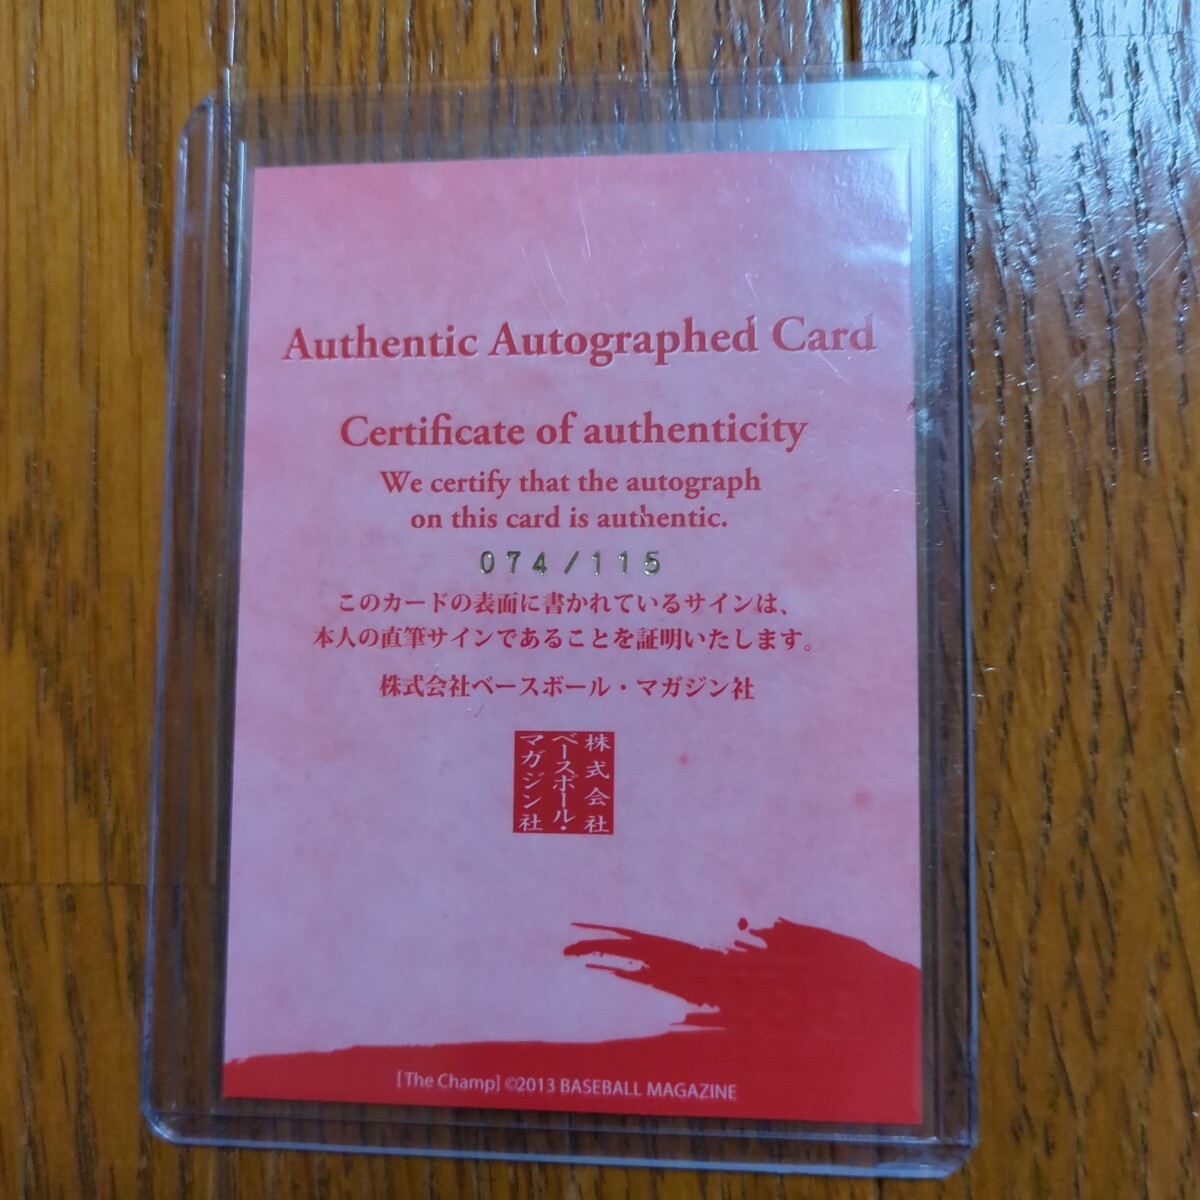 Authentic Autographed Card
Certificate of authenticity
We certify that the autograph
on this card is authentic.
074/115
このカードの表面に書かれているサインは、
本人の直筆サインであることを証明いたします。
株式会社ベースボール・マガジン社
株式会社
ベースボール・
マガジン社
[The Champ] ©2013 BASEBALL MAGAZINE